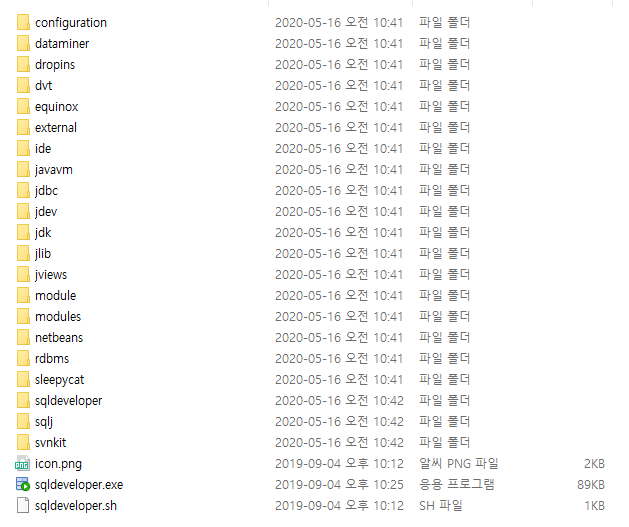 configuration 2020-05-16 오전 10:41 파일 폴더
dataminer 2020-05-16 오전 10:41 파일 폴더
dropins 2020-05-16 오전 10:41 파일 폴더
dvt 2020-05-16 오전 10:41 파일 폴더
equinox 2020-05-16 오전 10:41 파일 폴더
external 2020-05-16 오전 10:41 파일 폴더
ide 2020-05-16 오전 10:41 파일 폴더
javavm 2020-05-16 오전 10:41 파일 폴더
jdbc 2020-05-16 오전 10:41 파일 폴더
jdev 2020-05-16 오전 10:41 파일 폴더
jdk 2020-05-16 오전 10:41 파일 폴더
jlib 2020-05-16 오전 10:41 파일 폴더
jviews 2020-05-16 오전 10:41 파일 폴더
module 2020-05-16 오전 10:41 파일 폴더
modules 2020-05-16 오전 10:41 파일 폴더
netbeans 2020-05-16 오전 10:41 파일 폴더
rdbms 2020-05-16 오전 10:41 파일 폴더
sleepycat 2020-05-16 오전 10:41 파일 폴더
sqldeveloper 2020-05-16 오전 10:42 파일 폴더
sqlj 2020-05-16 오전 10:42 파일 폴더
svnkit 2020-05-16 오전 10:42 파일 폴더
icon.png 2019-09-04 오후 10:12 알씨 PNG 파일 2KB
sqldeveloper.exe 2019-09-04 오후 10:25 응용 프로그램 89KB
sqldeveloper.sh 2019-09-04 오후 10:12 SH 파일 1KB